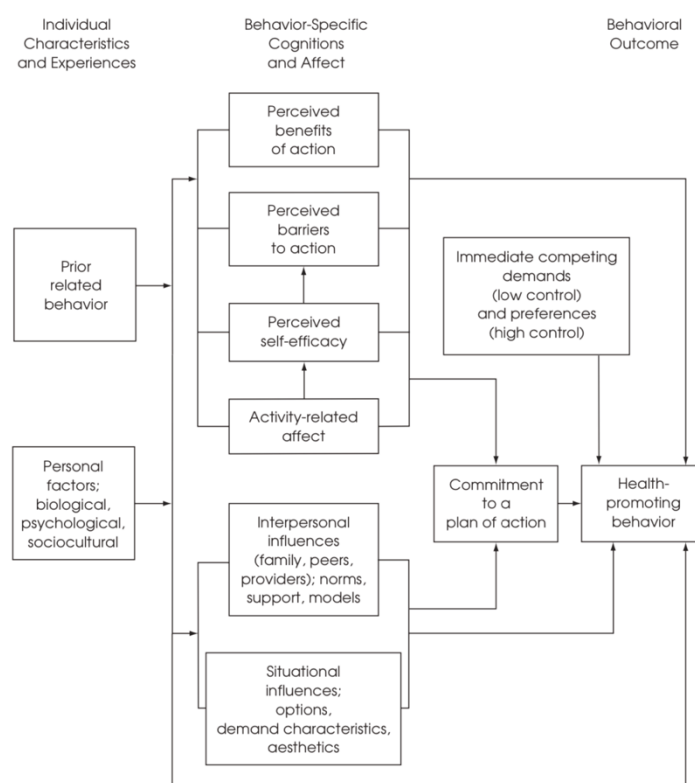 Individual
Characteristics
and Experiences
Behavior-Specific
Cognitions
and Affect
Behavioral
Outcome
Perceived
benefits
of action
Perceived
barriers
to action
Prior
related
behavior
Immediate competing
demands
(low control)
and preferences
(high control)
Perceived
self-efficacy
Activity-related
affect
Personal
factors;
biological,
psychological,
sociocultural
Commitment
to a
plan of action
Health-
promoting
behavior
Interpersonal
influences
(family, peers,
providers); norms,
support, models
Situational
influences;
options,
demand characteristics,
aesthetics